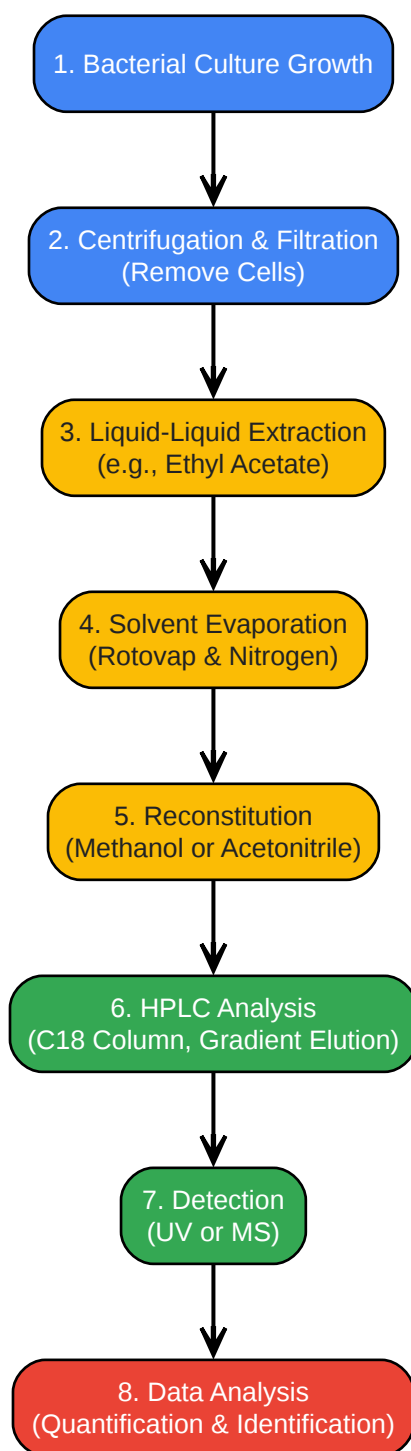 1. Bacterial Culture Growth
2. Centrifugation & Filtration
(Remove Cells)
3. Liquid-Liquid Extraction
(e.g., Ethyl Acetate)
4. Solvent Evaporation
(Rotovap & Nitrogen)
5. Reconstitution
(Methanol or Acetonitrile)
6. HPLC Analysis
(C18 Column, Gradient Elution)
7. Detection
(UV or MS)
8. Data Analysis
(Quantification & Identification)